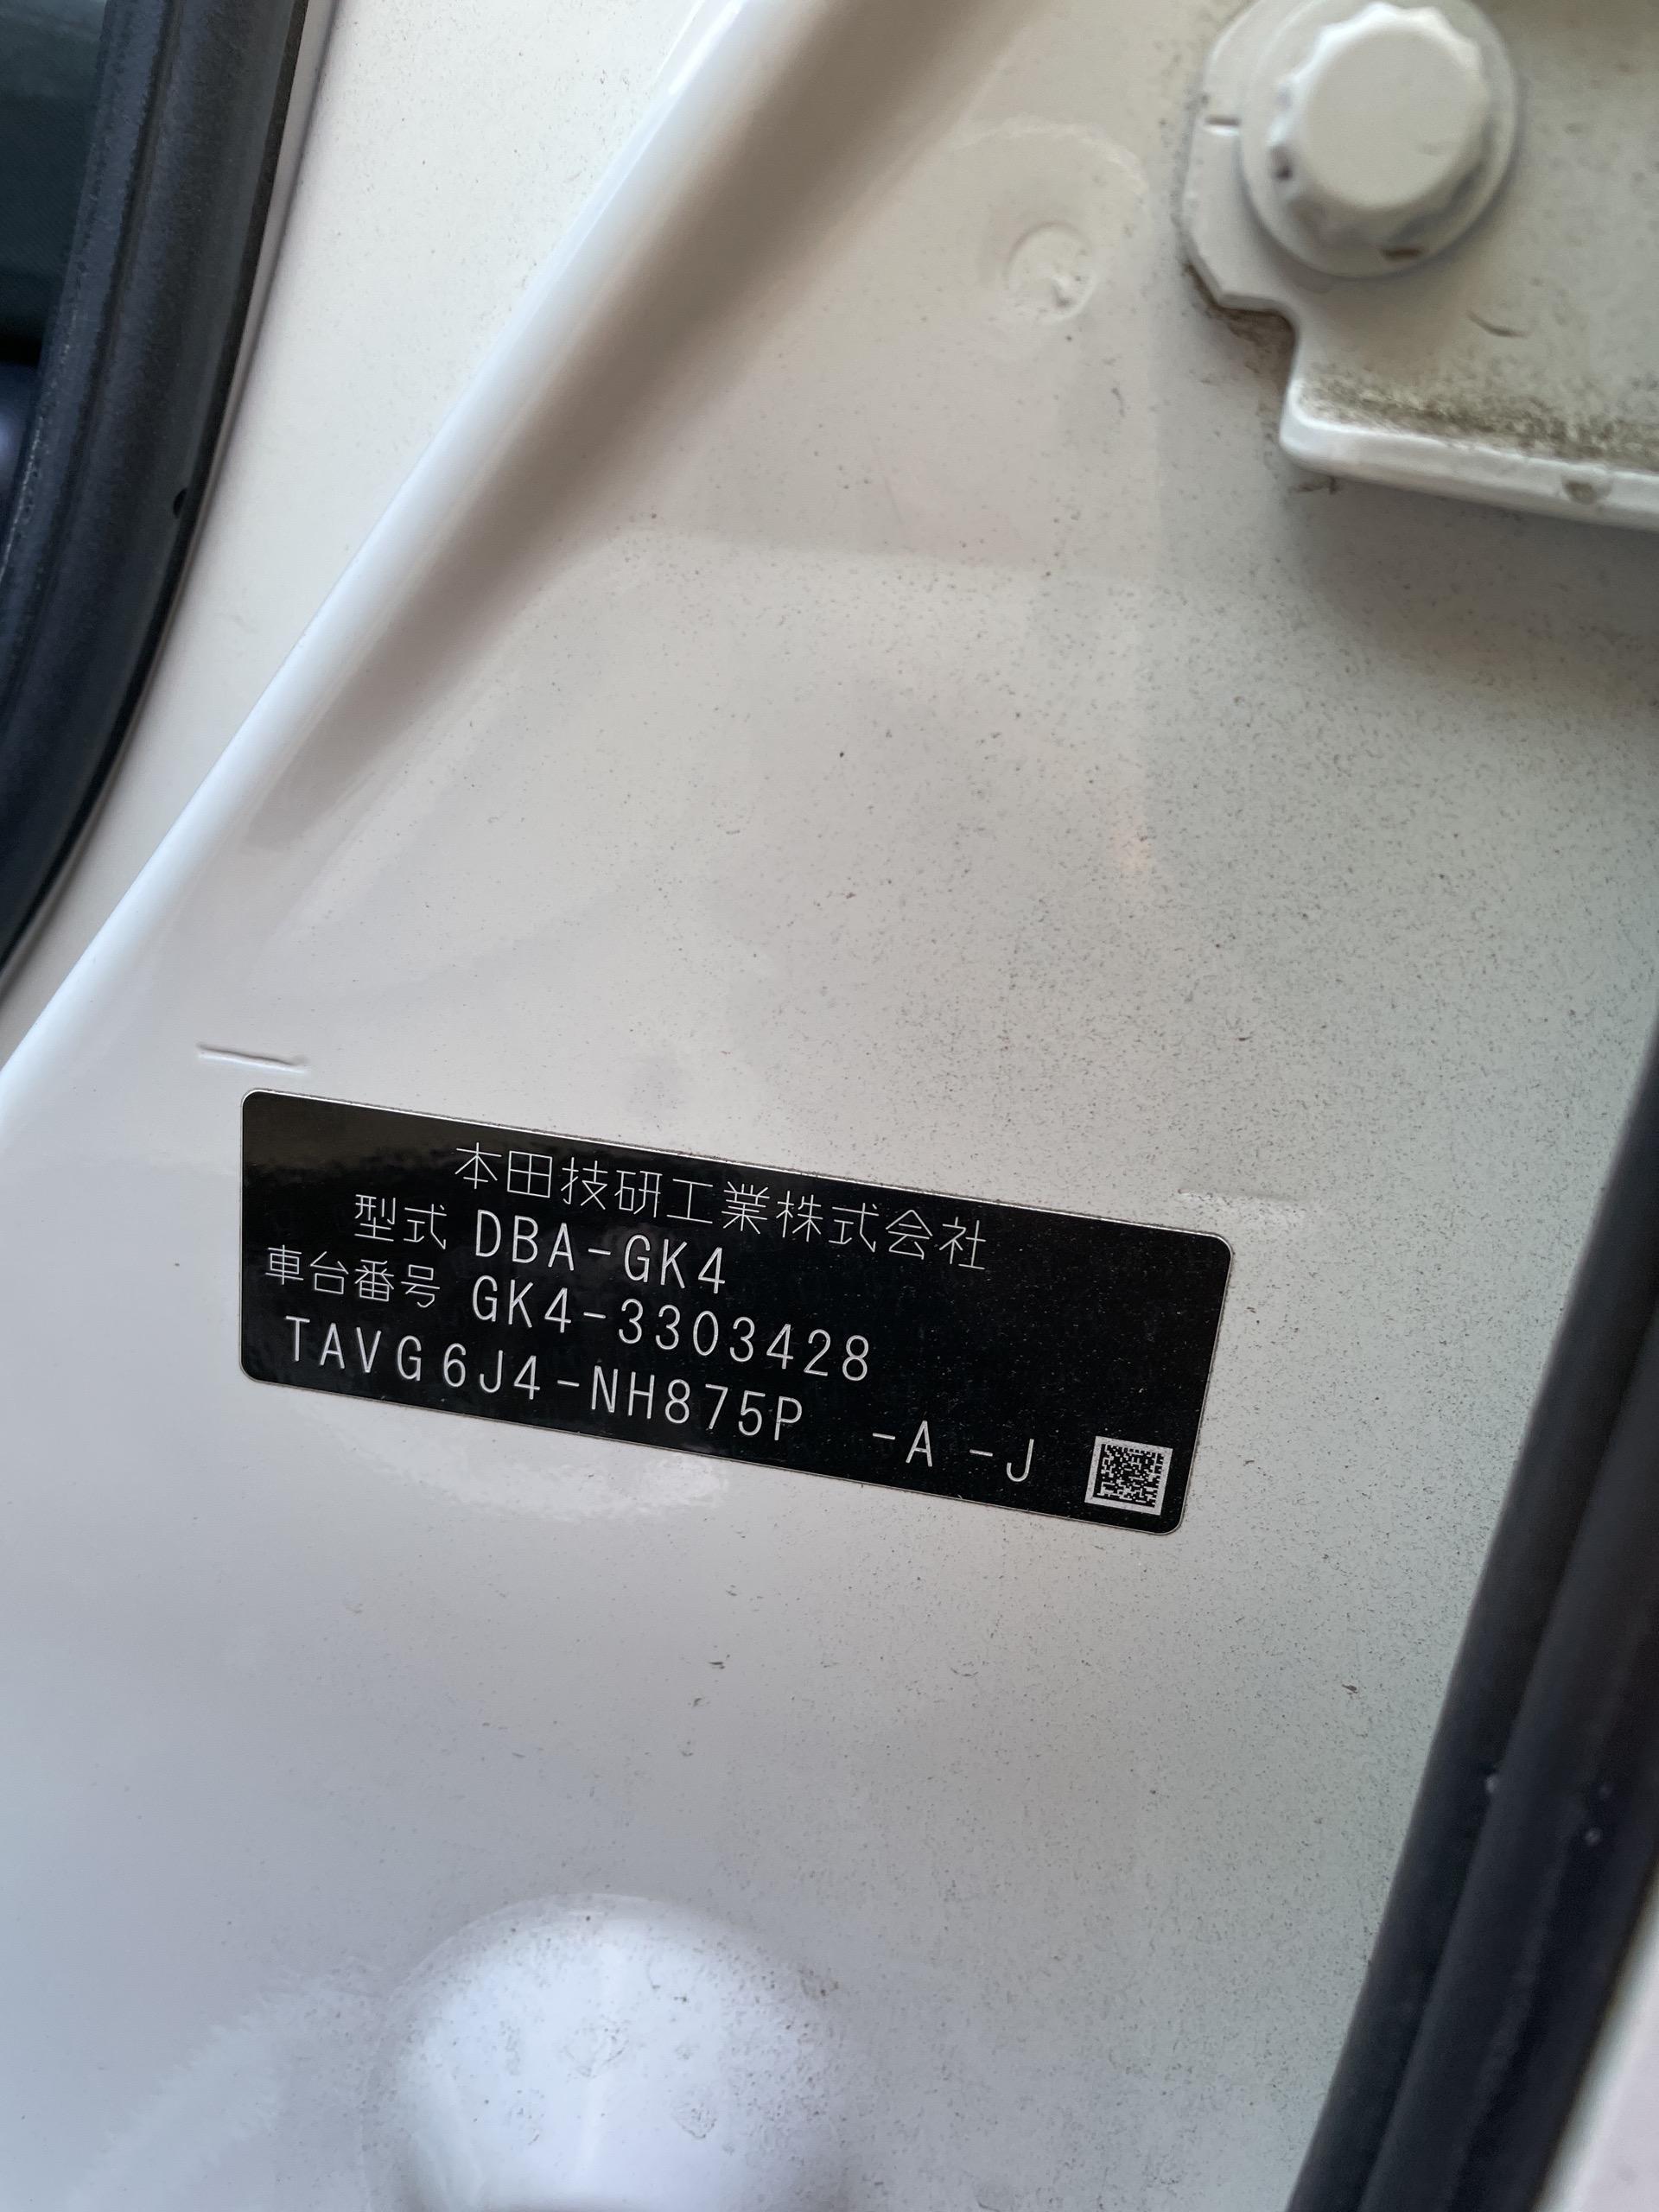 本田技研工業株式会社
型式 DBA-GK4
車台番号 GK4-3303428
TAVG6J4-NH875P -A -J